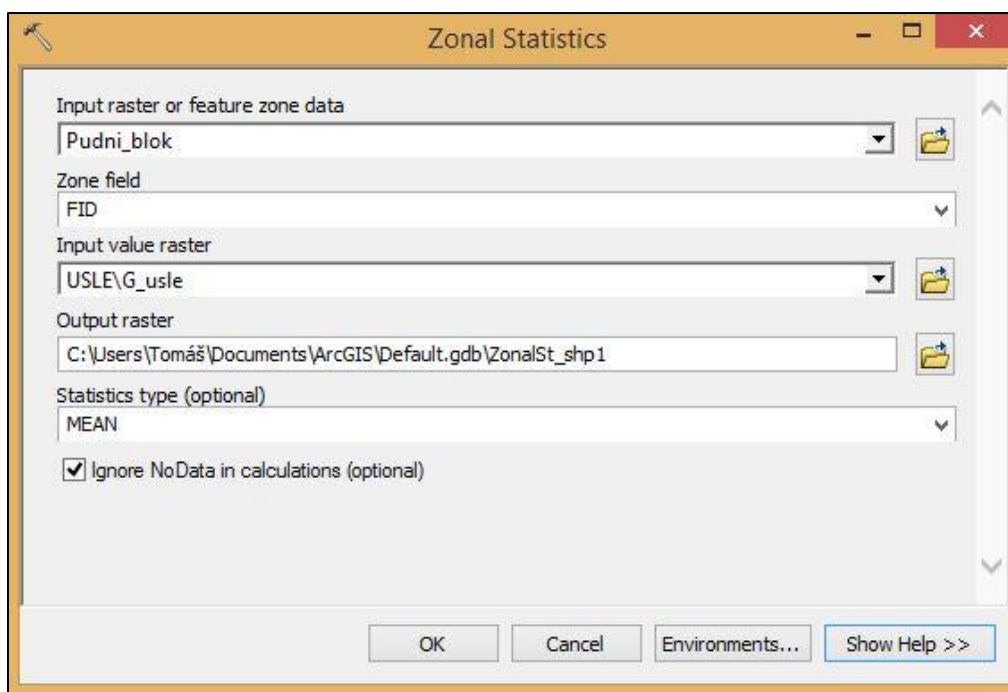 Zonal Statistics
Input raster or feature zone data
Pudni_blok
Zone field
FID
Input value raster
USLE\G_usle
Output raster
C:\Users\Tomáš\Documents\ArcGIS\Default.gdb\ZonalSt_shp1
Statistics type (optional)
MEAN
Ignore NoData in calculations (optional)
OK Cancel Environments... Show Help >>